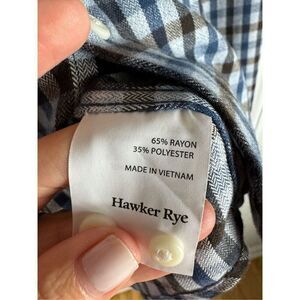 65% RAYON
35% POLYESTER
MADE IN VIETNAM
Hawker Rye